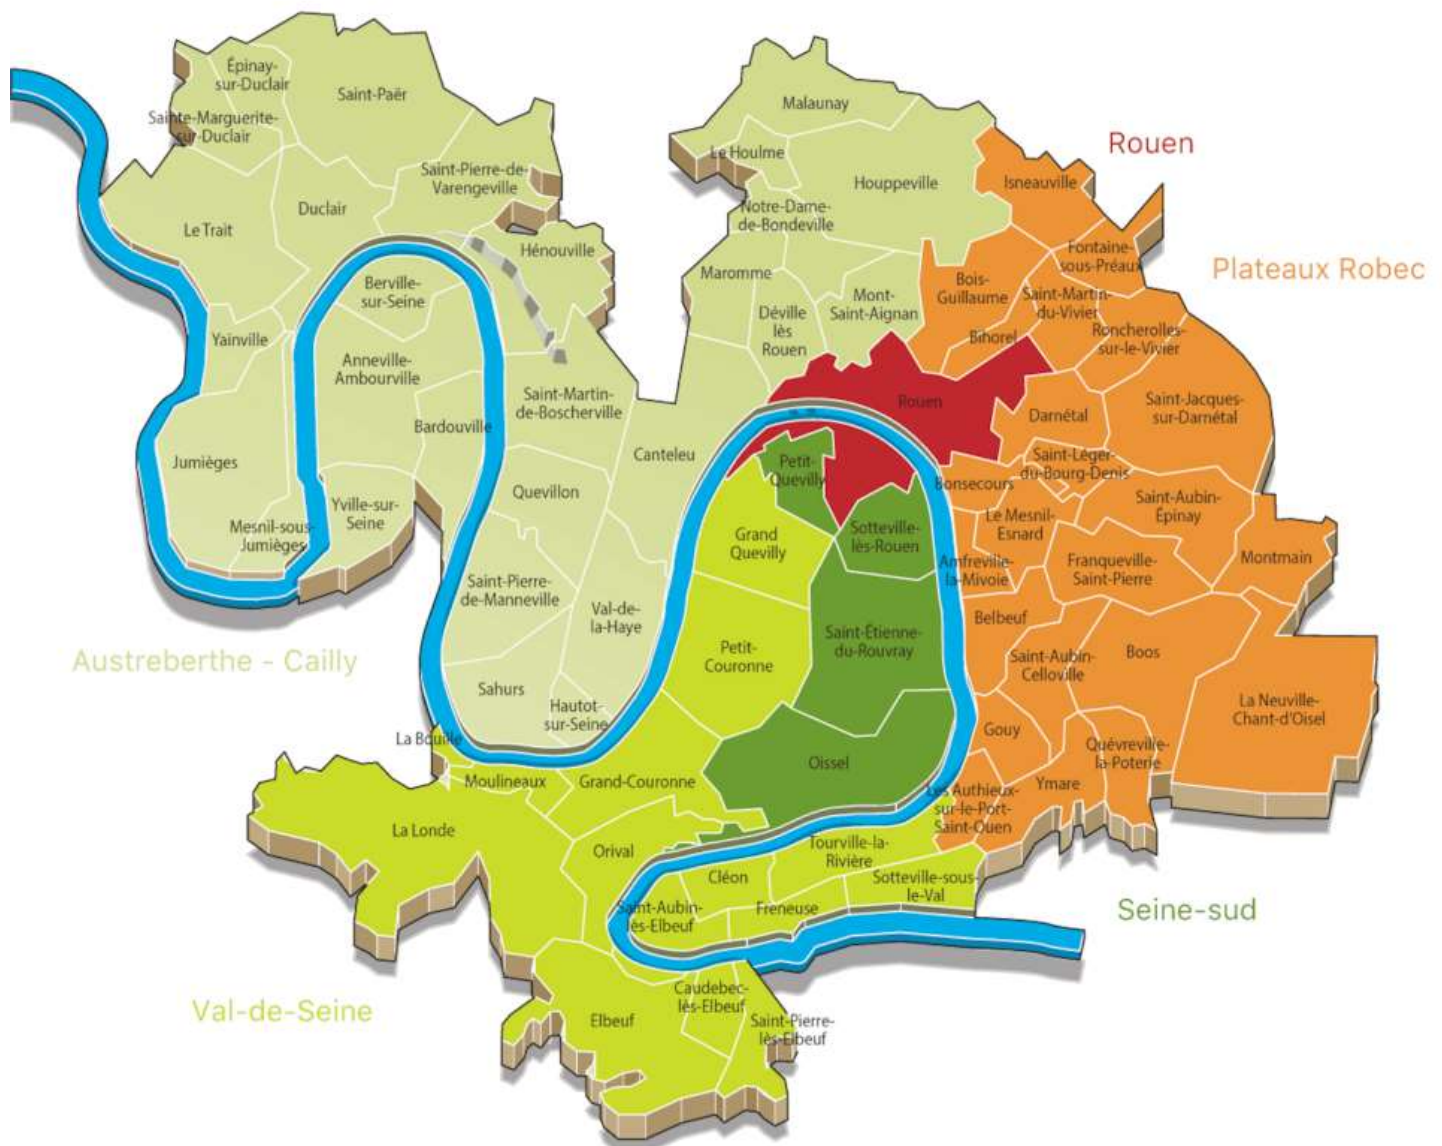 Épinay-
sur-Duclair
Saint-Paër
Malaunay
Sainte-Marguerite-
sur-Duclair
Rouen
Le Houlme
Saint-Pierre-de-
Varengeville
Houppeville
Isneauville
Duclair
Notre-Dame-
de-Bondeville
Le Trait
Hénouville
Fontaine-
sous-Préaux
Plateaux Robec
Maromme
Berville-
sur-Seine
Bois-
Guillaume
Mont-
Saint-Aignan
Saint-Martin-
du-Vivier
Déville
lès
Rouen
Roncherolles-
sur-le-Vivier
Bihorel
Yainville
Anneville-
Ambourville
Saint-Martin-
de-Boscherville
Rouen
Saint-Jacques-
sur-Darnétal
Darnétal
Bardouville
Canteleu
Jumièges
Petit-
Quevilly
Saint-Léger-
du-Bourg-Denis
Bonsecours
Quevillon
Yville-sur-
Seine
Saint-Aubin-
Épinay
Mesnil-sous-
Jumièges
Grand
Quevilly
Sotteville-
lès-Rouen
Le Mesnil-
Esnard
Montmain
Amfreville-
la-Mivoie
Franqueville-
Saint-Pierre
Saint-Pierre-
de-Manneville
Val-de-
la-Haye
Belbeuf
Saint-Étienne-
du-Rouvray
Petit-
Couronne
Boos
Austreberthe - Cailly
Saint-Aubin-
Celloville
Sahurs
Hautot-
sur-Seine
La Neuville-
Chant-d'Oisel
Gouy
La Bouille
Quévreville-
la-Poterie
Oissel
Moulineaux
Grand-Couronne
Ymare
Les Authieux-
sur-le-Port-
Saint-Ouen
La Londe
Orival
Tourville-la-
Rivière
Cléon
Sotteville-sous-
le-Val
Freneuse
Saint-Aubin-
lès-Elbeuf
Seine-sud
Val-de-Seine
Caudebec-
lès-Elbeuf
Elbeuf
Saint-Pierre-
lès-Elbeuf